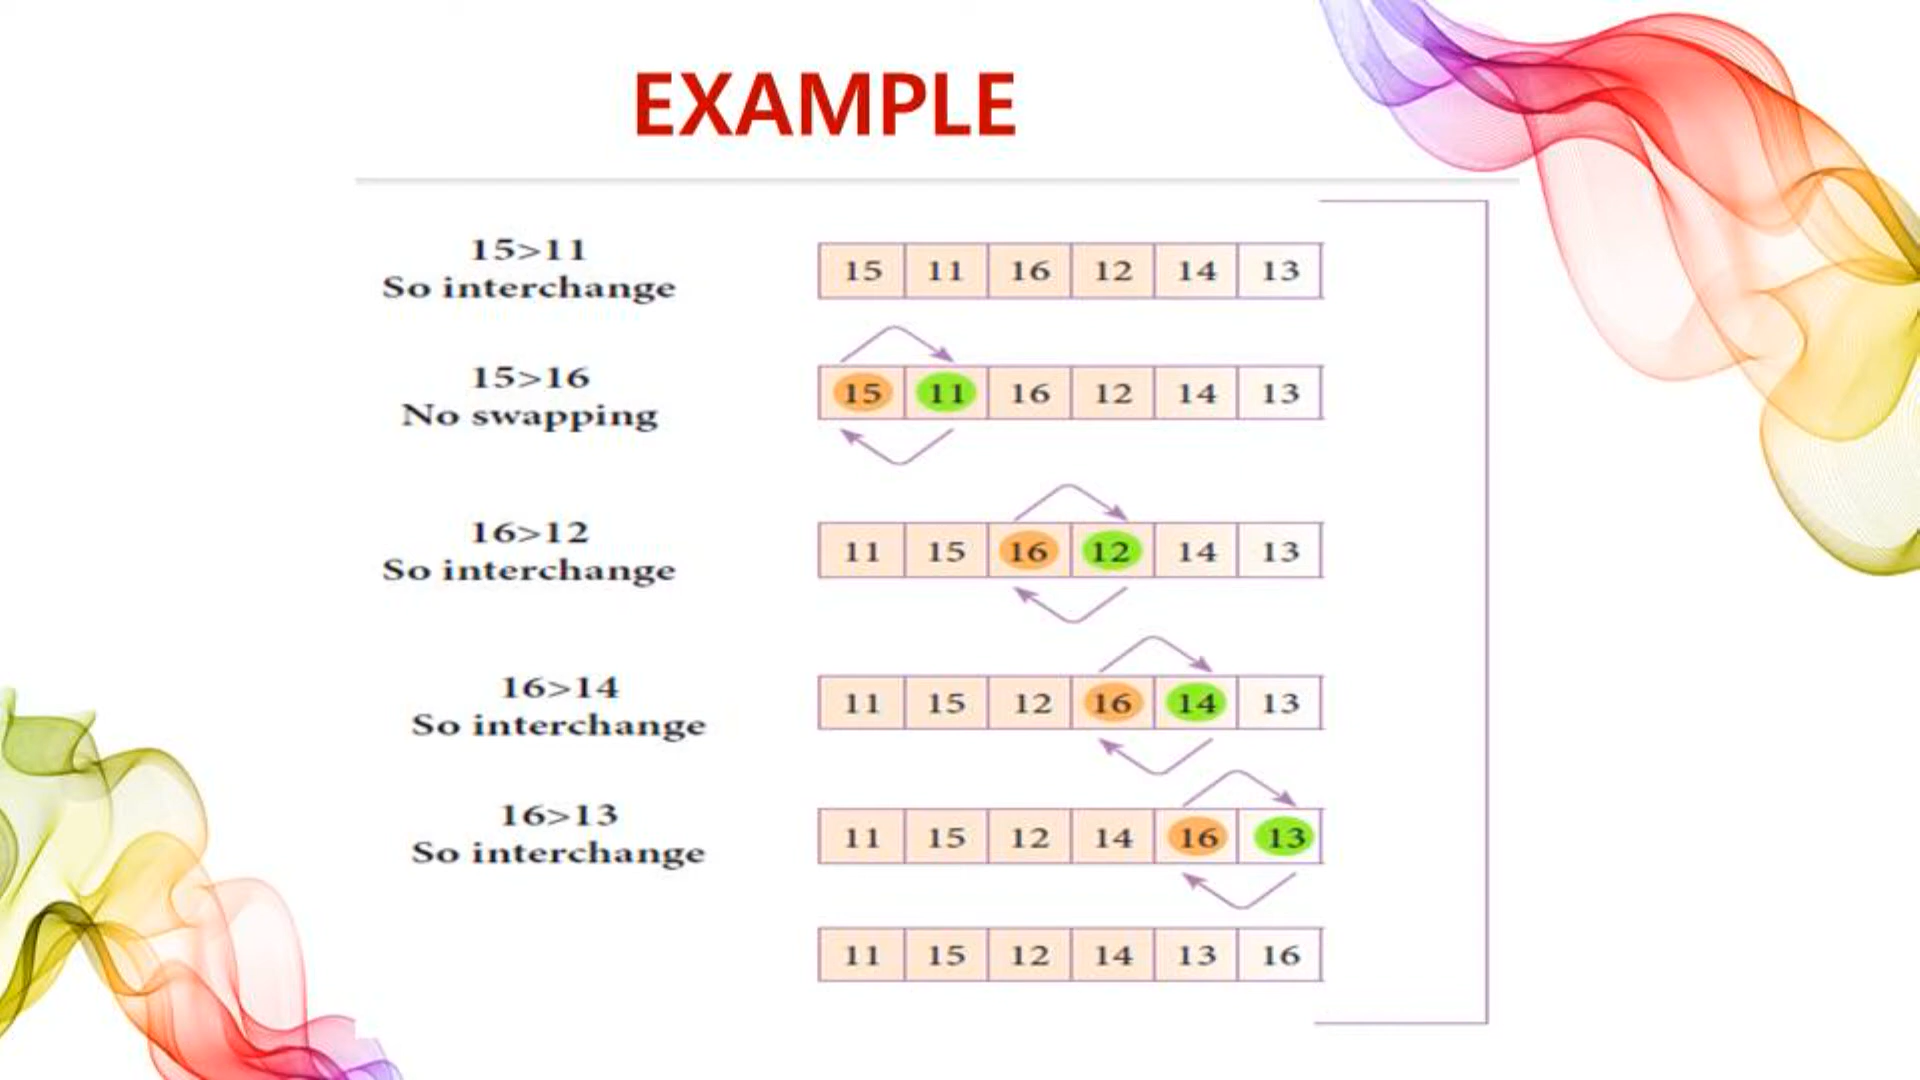 EXAMPLE
15>11
So interchange
15 11 16 12 14 13
15>16
No swapping
15 11 16 12 14 13
16>12
So interchange
11 15 16 12 14 13
16>14
So interchange
11 15 12 16 14 13
16>13
So interchange
11 15 12 14 16 13
11 15 12 14 13 16